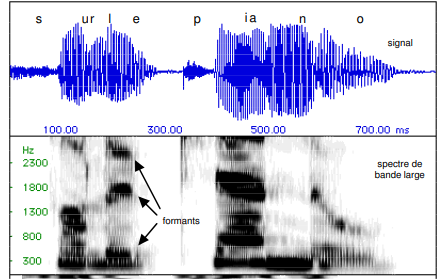 s ur l e p ia n o
signal
100.00 300.00 500.00 700.00 ms
Hz
2300
1800
1300
800
300
spectre de
bande large
formants